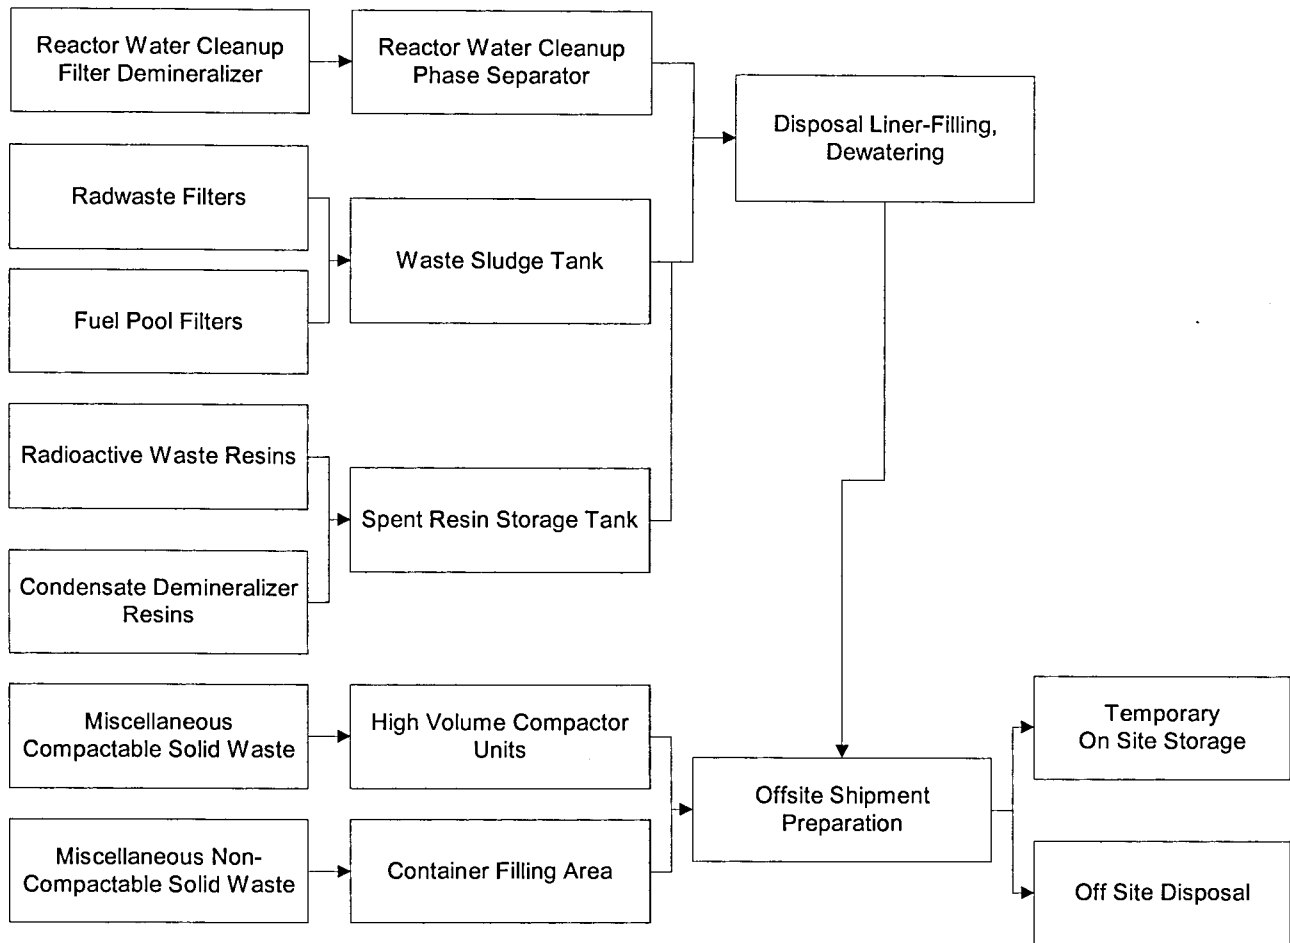 Reactor Water Cleanup
Filter Demineralizer
Reactor Water Cleanup
Phase Separator
Disposal Liner-Filling,
Dewatering
Radwaste Filters
Waste Sludge Tank
Fuel Pool Filters
Radioactive Waste Resins
Spent Resin Storage Tank
Condensate Demineralizer
Resins
Miscellaneous
Compactable Solid Waste
High Volume Compactor
Units
Temporary
On Site Storage
Offsite Shipment
Preparation
Miscellaneous Non-
Compactable Solid Waste
Container Filling Area
Off Site Disposal